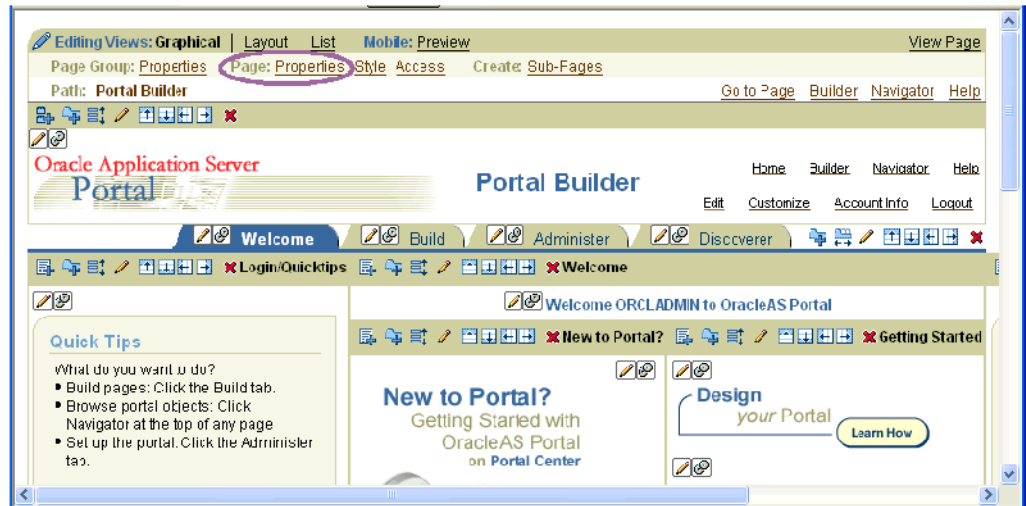 Editing Views: Graphical | Layout List Mobile: Preview View Page
Page Group: Properties Page: Properties Style Access Create: Sub-Pages
Path: Portal Builder Go to Page Builder Navigator Help
Oracle Application Server
Portal
Portal Builder
Home Builder Navigator Help
Edit Customize Account Info Logout
Welcome Build Administer Discoverer
Login/Quicktips Welcome
Welcome ORCLADMIN to OracleAS Portal
New to Portal? Getting Started
Quick Tips
What do you want to do?
• Build pages: Click the Build tab.
• Browse portal objects: Click
Navigator at the top of any page
• Set up the portal: Click the Administer
tab.
New to Portal?
Getting Started with
OracleAS Portal
on Portal Center
Design
your Portal
Learn How